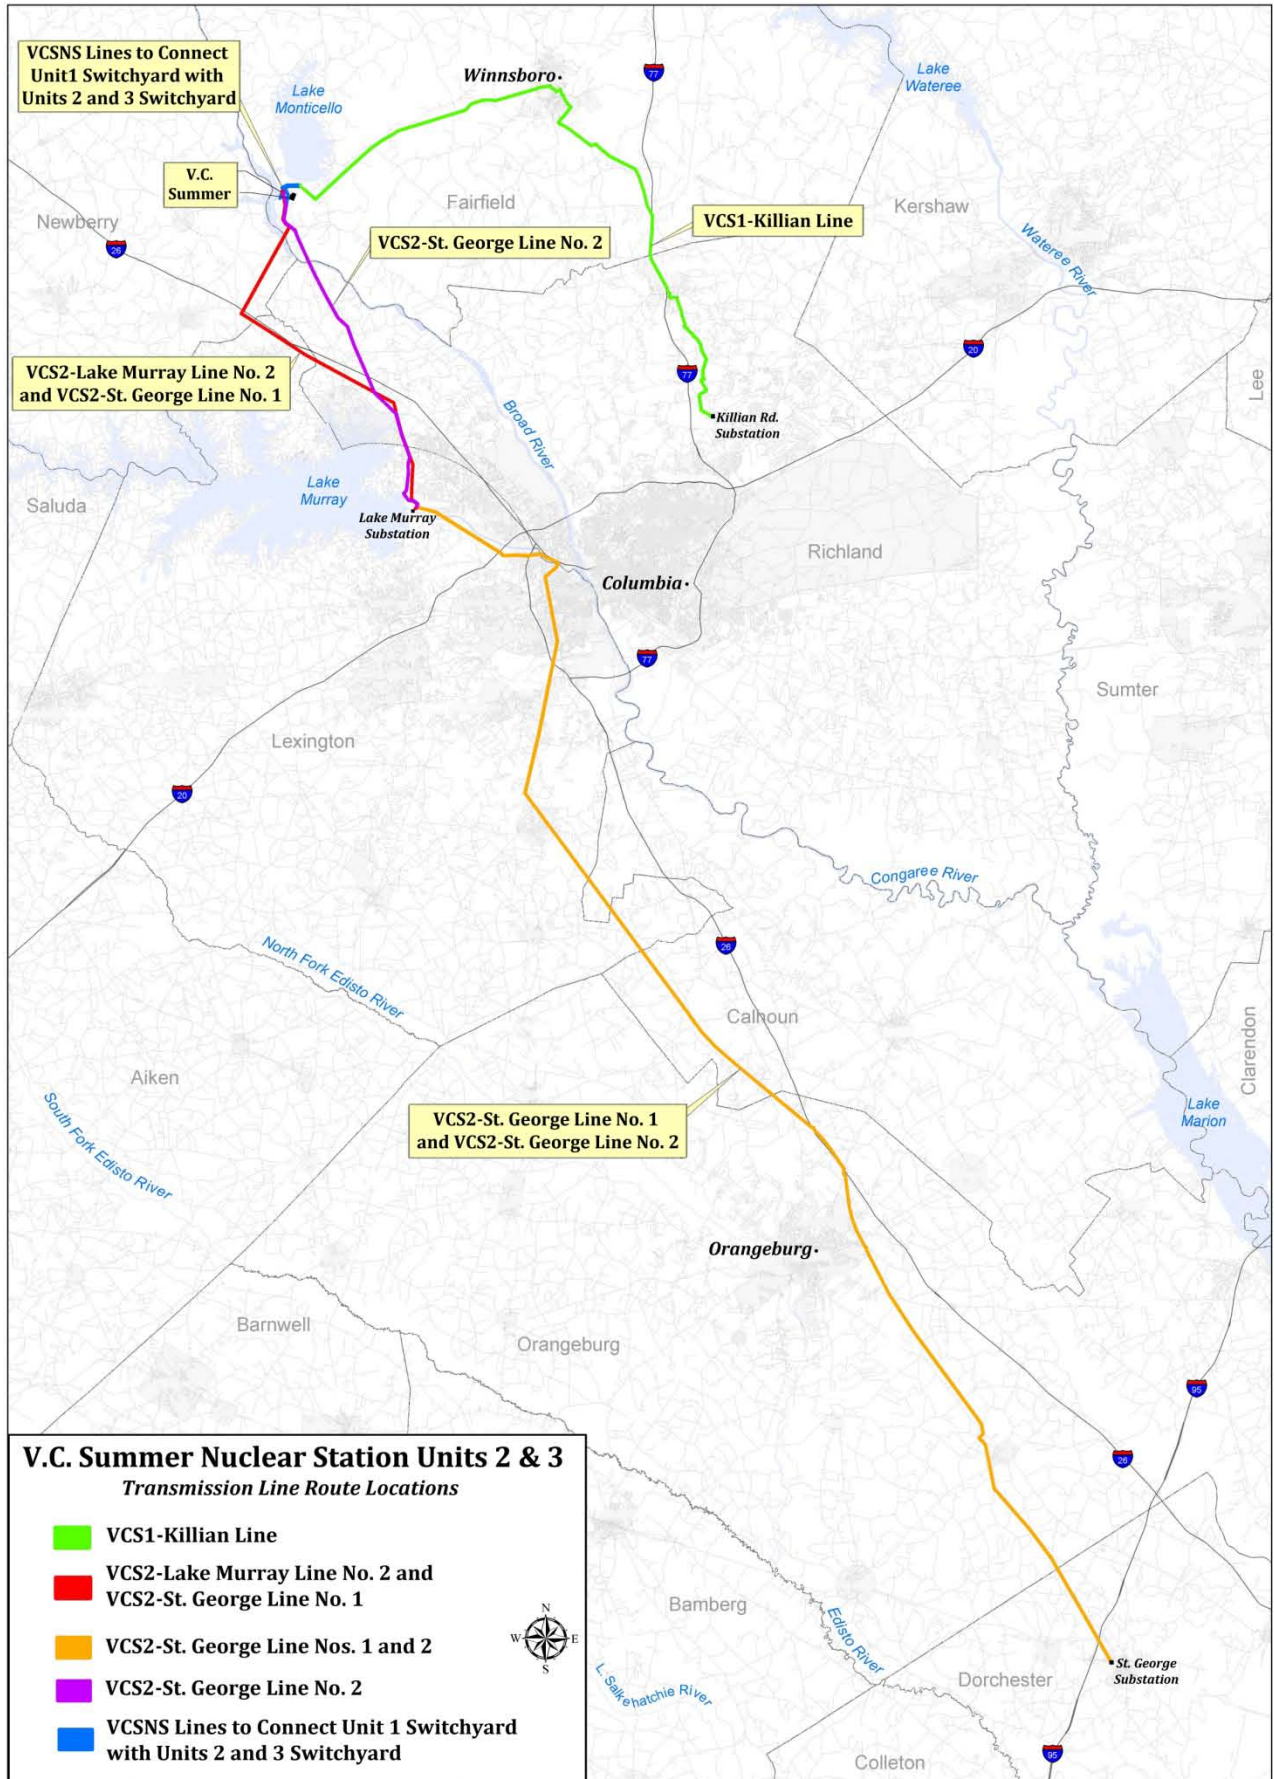 VCSNS Lines to Connect
Unit1 Switchyard with
Units 2 and 3 Switchyard
Lake
Monticello
Winnsboro
77
Lake
Wateree
V.C.
Summer
Newberry
26
Fairfield
Kershaw
VCS1-Killian Line
VCS2-St. George Line No. 2
Wateree River
VCS2-Lake Murray Line No. 2
and VCS2-St. George Line No. 1
20
77
Lee
Broad River
Killian Rd.
Substation
Saluda
Lake
Murray
Lake Murray
Substation
Richland
Columbia
77
Sumter
Lexington
20
Congaree River
North Fork Edisto River
26
Calhoun
Clarendon
Aiken
South Fork Edisto River
VCS2-St. George Line No. 1
and VCS2-St. George Line No. 2
Lake
Marion
Orangeburg
Barnwell
Orangeburg
95
26
V.C. Summer Nuclear Station Units 2 & 3
Transmission Line Route Locations
VCS1-Killian Line
VCS2-Lake Murray Line No. 2 and
VCS2-St. George Line No. 1
VCS2-St. George Line Nos. 1 and 2
VCS2-St. George Line No. 2
VCSNS Lines to Connect Unit 1 Switchyard
with Units 2 and 3 Switchyard
N
W E
S
Bamberg
Edisto River
L. Salkehatchie River
Dorchester
St. George
Substation
95
Colleton